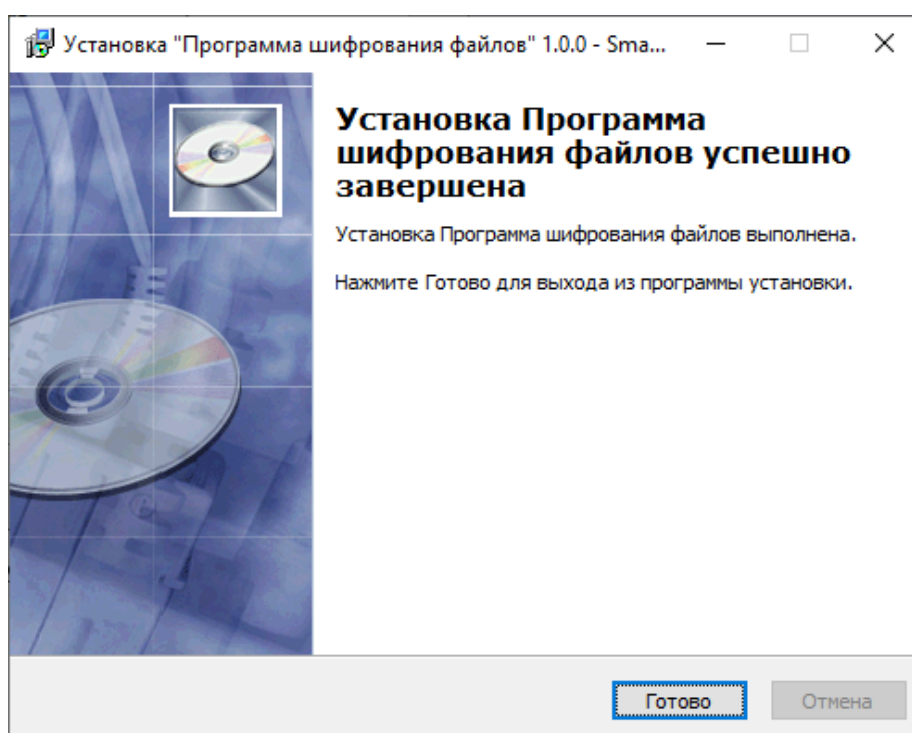 Установка "Программа шифрования файлов" 1.0.0 - Sma...
Установка Программа
шифрования файлов успешно
завершена
Установка Программа шифрования файлов выполнена.
Нажмите Готово для выхода из программы установки.
Готово
Отмена